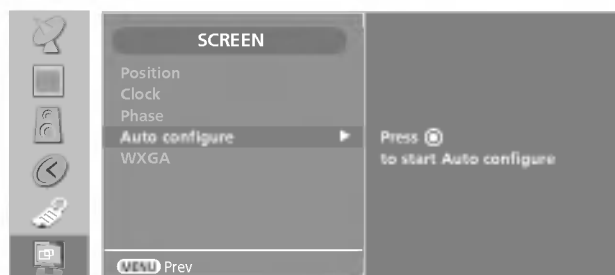 SCREEN
Position
Clock
Phase
Auto configure
WXGA
Press
to start Auto configure
MENU Prev